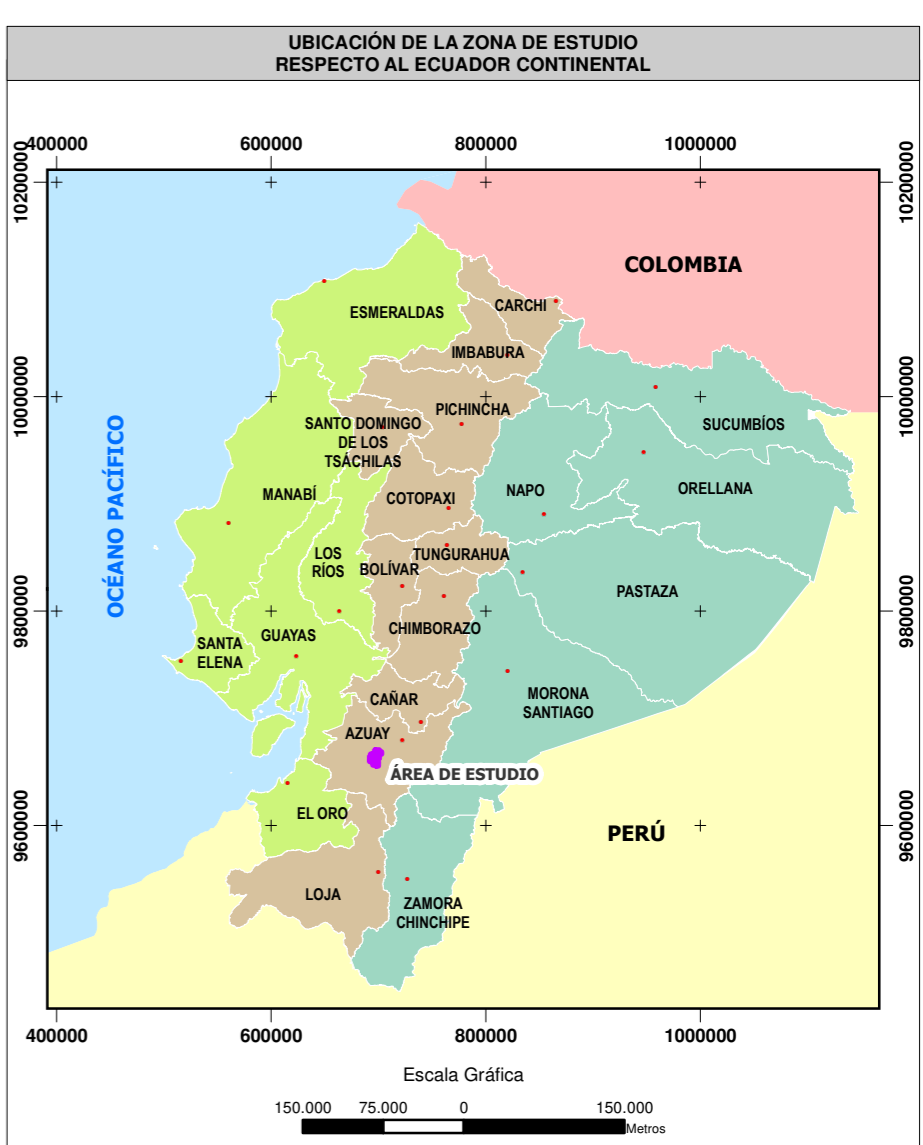 UBICACIÓN DE LA ZONA DE ESTUDIO
RESPECTO AL ECUADOR CONTINENTAL
400000 600000 800000 1000000
10200000 10200000
COLOMBIA
CARCHI
ESMERALDAS
IMBABURA
10000000 10000000
PICHINCHA
SANTO DOMINGO
DE LOS
TSÁCHILAS
SUCUMBÍOS
OCÉANO PACÍFICO
MANABÍ
COTOPAXI
NAPO
ORELLANA
LOS
RÍOS
TUNGURAHUA
BOLÍVAR
PASTAZA
9800000 9800000
CHIMBORAZO
GUAYAS
SANTA
ELENA
CAÑAR
MORONA
SANTIAGO
AZUAY
ÁREA DE ESTUDIO
EL ORO
9600000 9600000
PERÚ
LOJA
ZAMORA
CHINCHIPE
400000 600000 800000 1000000
Escala Gráfica
150.000 75.000 0 150.000
Metros